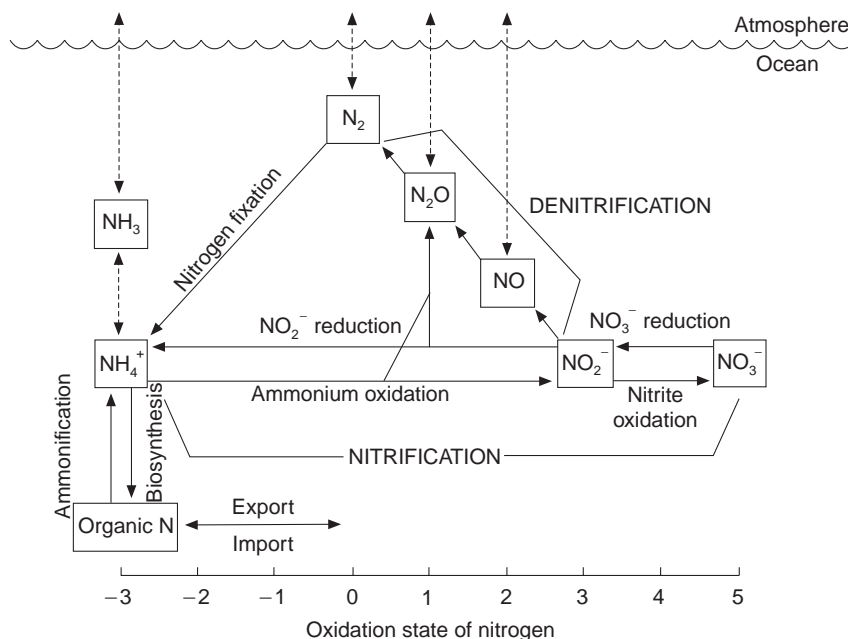 Atmosphere
Ocean
N₂
N₂O
DENITRIFICATION
Nitrogen fixation
NH₃
NO
NO₂⁻ reduction
NO₃⁻ reduction
NH₄⁺
NO₂⁻
NO₃⁻
Ammonium oxidation
Nitrite
oxidation
Ammonification
Biosynthesis
NITRIFICATION
Organic N
Export
Import
−3 −2 −1 0 1 2 3 4 5
Oxidation state of nitrogen